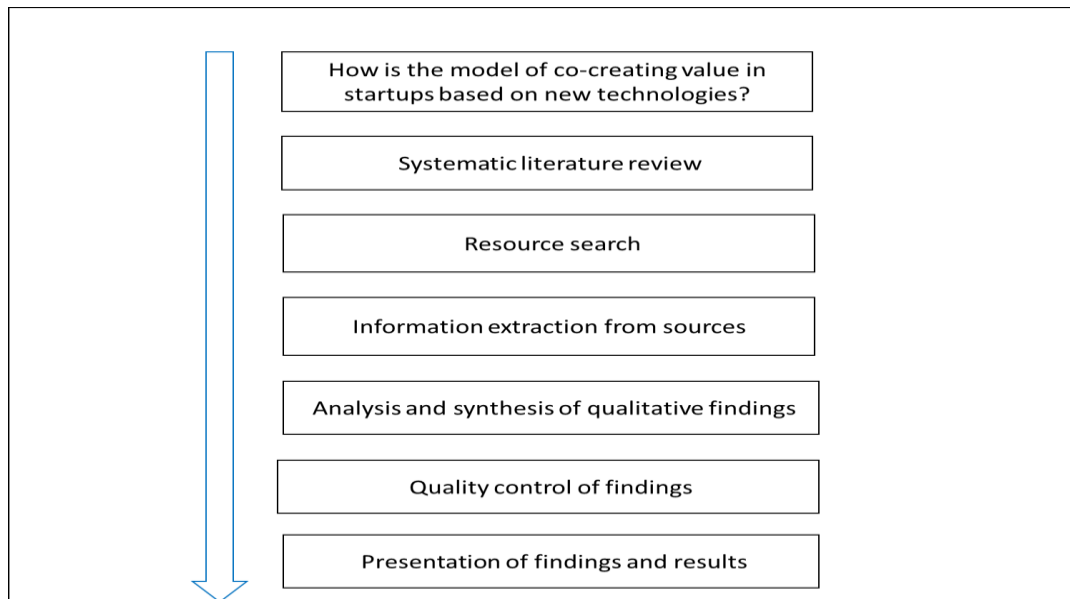 How is the model of co-creating value in
startups based on new technologies?
Systematic literature review
Resource search
Information extraction from sources
Analysis and synthesis of qualitative findings
Quality control of findings
Presentation of findings and results